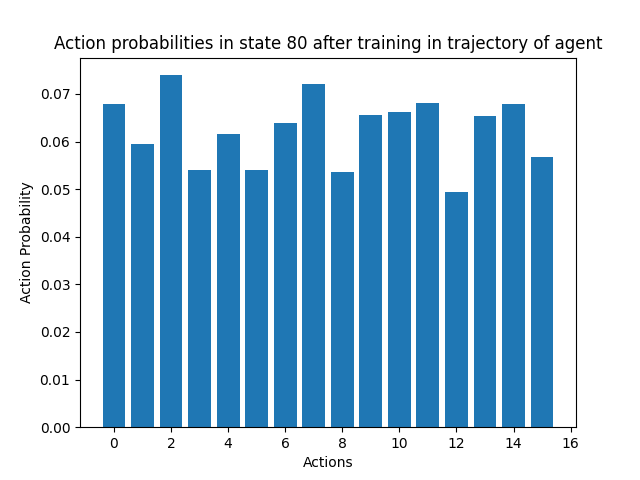 Action probabilities in state 80 after training in trajectory of agent
0.07
0.06
0.05
0.04
0.03
0.02
0.01
0.00
Action Probability
0 2 4 6 8 10 12 14 16
Actions